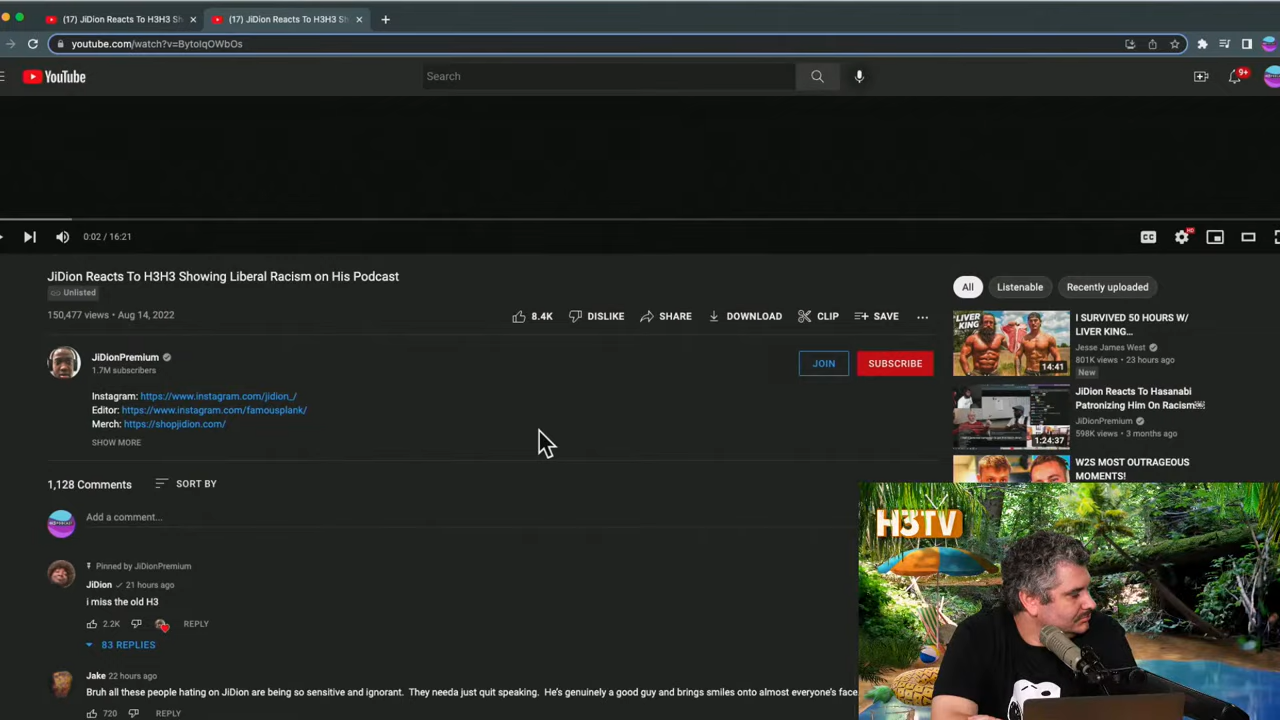 (17) JiDion Reacts To H3H3 S
(17) JiDion Reacts To H3H3 Sh
youtube.com/watch?v=BytoIqOWbOs
YouTube
Search
9+
0:02 / 16:21
CC
HD
JiDion Reacts To H3H3 Showing Liberal Racism on His Podcast
Unlisted
150,477 views • Aug 14, 2022
8.4K
DISLIKE
SHARE
DOWNLOAD
CLIP
SAVE
JiDionPremium
1.7M subscribers
JOIN
SUBSCRIBE
Instagram: https://www.instagram.com/jidion_/
Editor: https://www.instagram.com/famousplank/
Merch: https://shopjidion.com/
SHOW MORE
1,128 Comments
SORT BY
Add a comment...
Pinned by JiDionPremium
JiDion 21 hours ago
i miss the old H3
2.2K
REPLY
83 REPLIES
Jake 22 hours ago
Bruh all these people hating on JiDion are being so sensitive and ignorant. They needa just quit speaking. He's genuinely a good guy and brings smiles onto almost everyone's face
720
REPLY
All
Listenable
Recently uploaded
LIVER
KING
14:41
I SURVIVED 50 HOURS W/
LIVER KING...
Jesse James West
801K views • 23 hours ago
New
1:24:37
JiDion Reacts To Hasanabi
Patronizing Him On Racism
JiDionPremium
598K views • 3 months ago
W2S MOST OUTRAGEOUS
MOMENTS!
H3TV